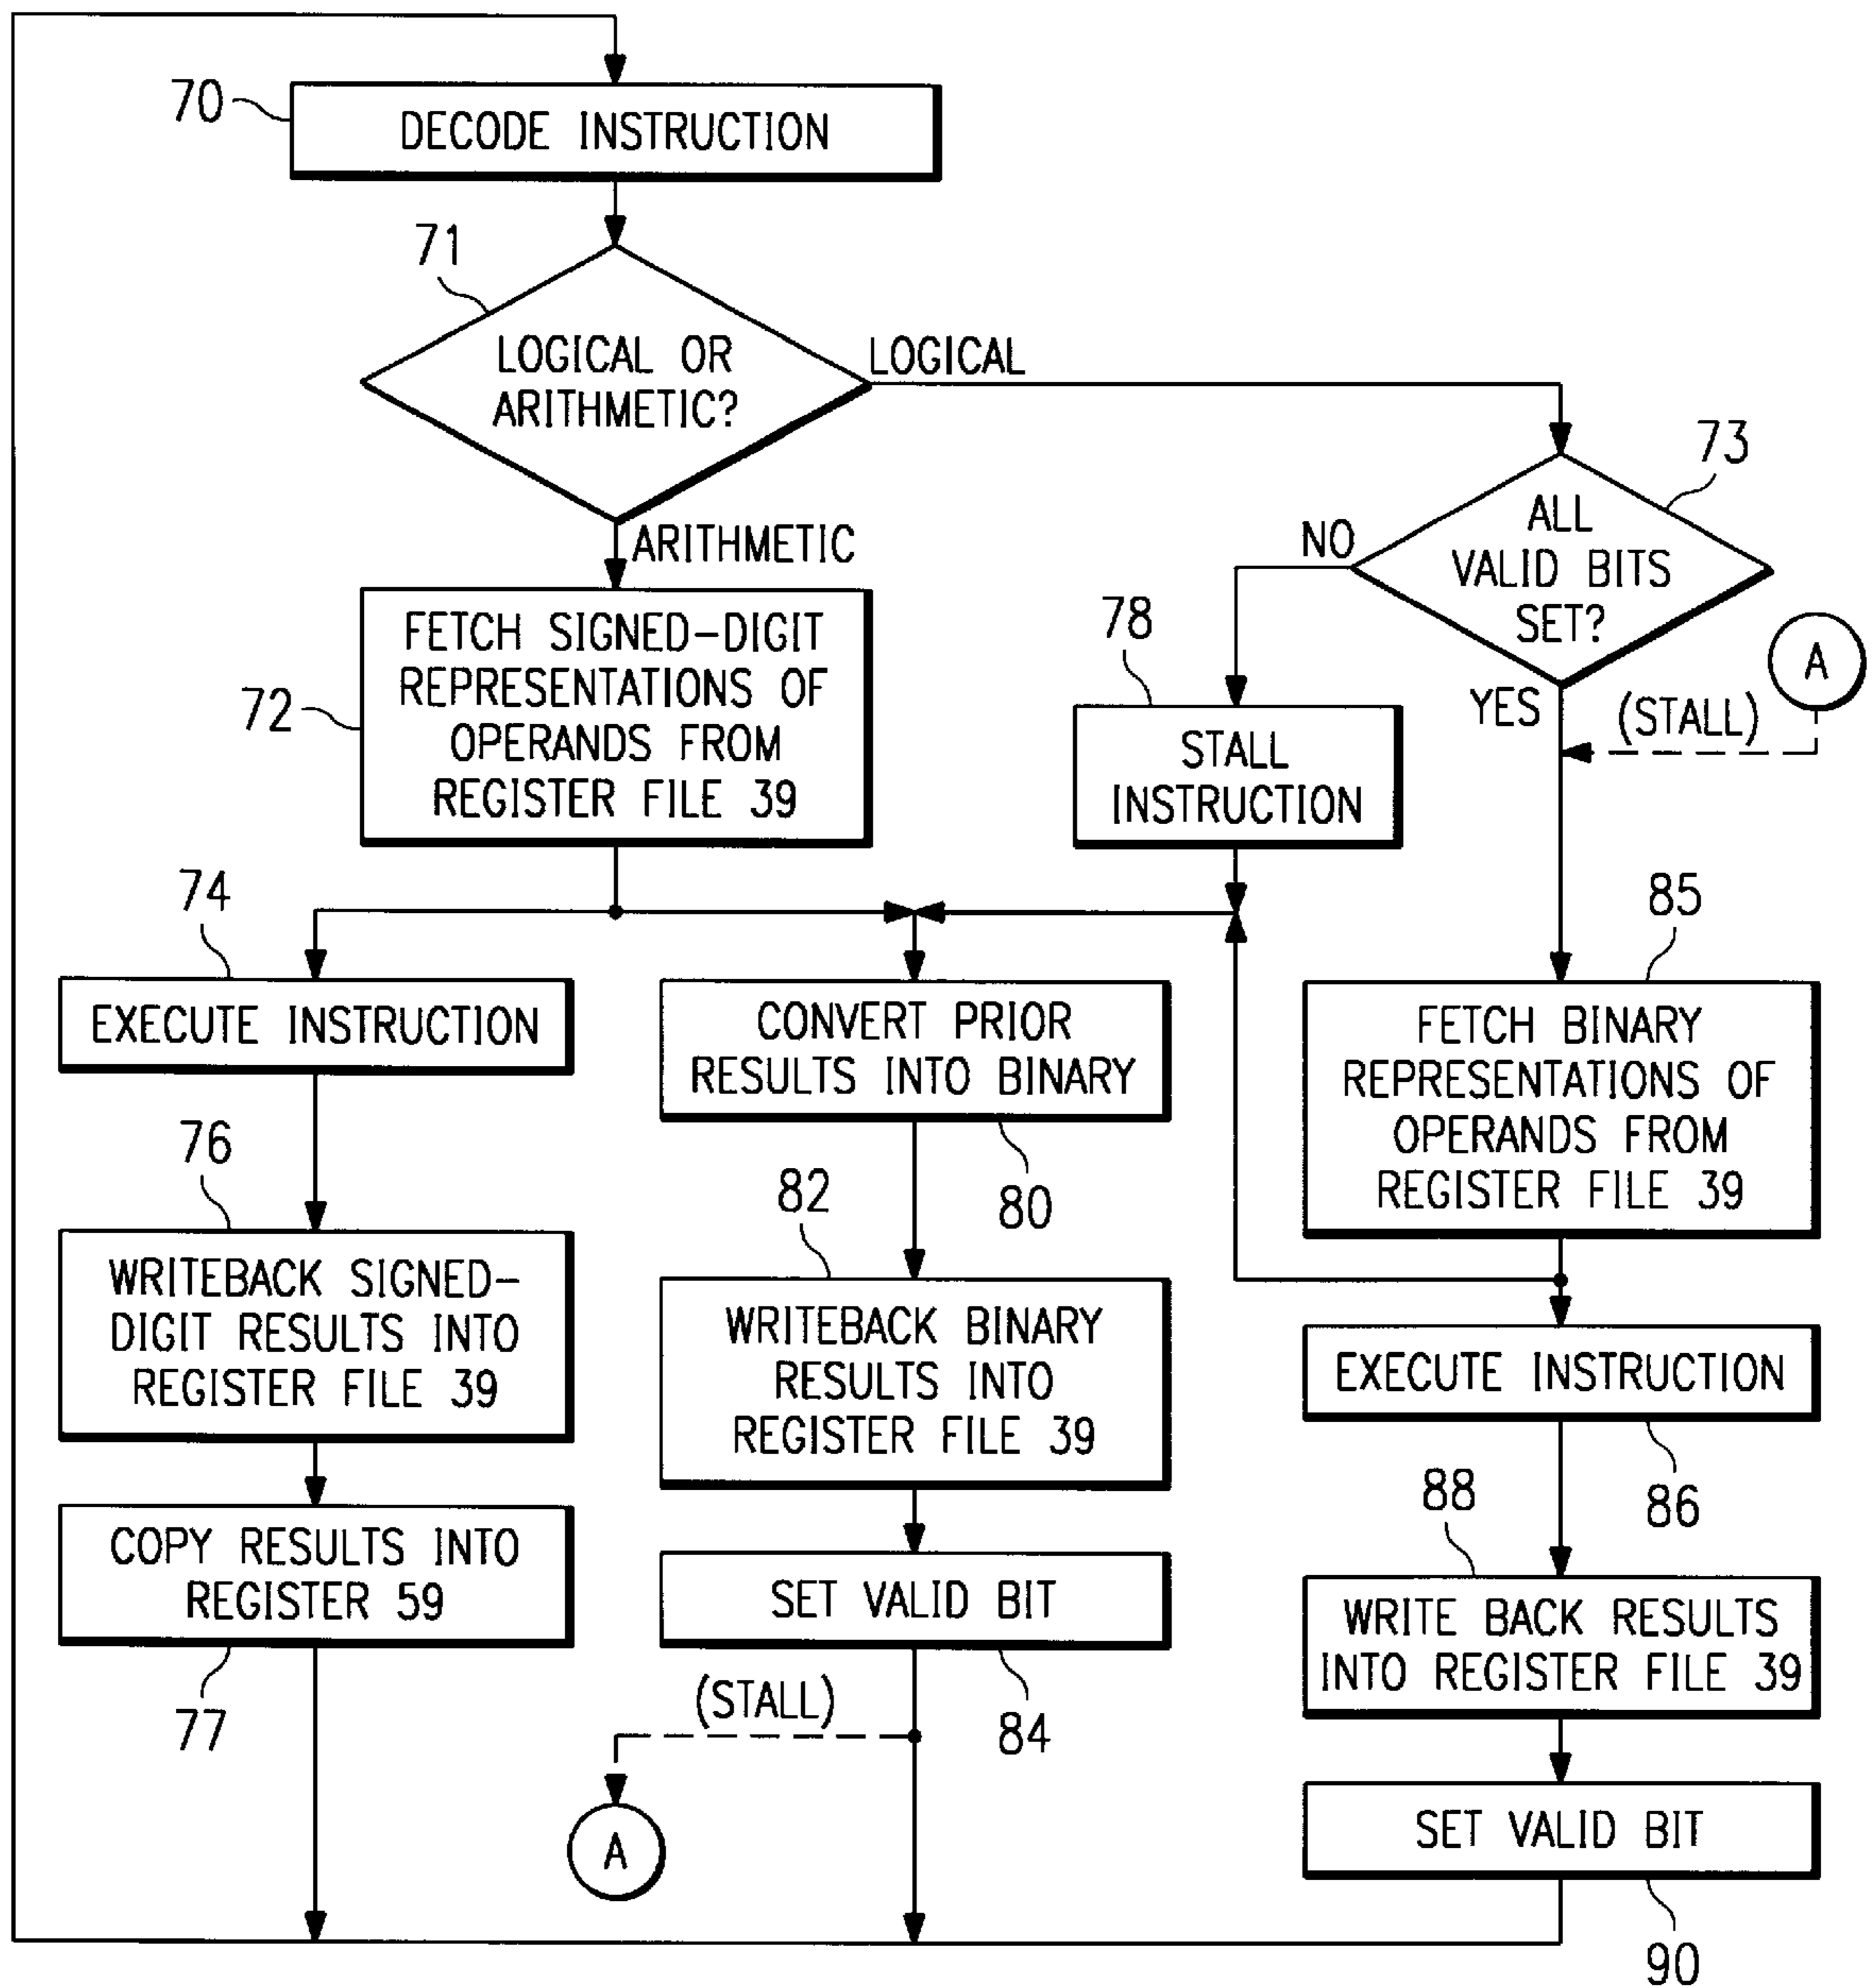 70
DECODE INSTRUCTION
71
LOGICAL OR
ARITHMETIC?
LOGICAL
ARITHMETIC
73
ALL
VALID BITS
SET?
NO
YES
(STALL)
A
72
FETCH SIGNED-DIGIT
REPRESENTATIONS OF
OPERANDS FROM
REGISTER FILE 39
78
STALL
INSTRUCTION
74
EXECUTE INSTRUCTION
76
WRITEBACK SIGNED-
DIGIT RESULTS INTO
REGISTER FILE 39
COPY RESULTS INTO
REGISTER 59
77
CONVERT PRIOR
RESULTS INTO BINARY
80
82
WRITEBACK BINARY
RESULTS INTO
REGISTER FILE 39
SET VALID BIT
84
(STALL)
A
85
FETCH BINARY
REPRESENTATIONS OF
OPERANDS FROM
REGISTER FILE 39
EXECUTE INSTRUCTION
86
88
WRITE BACK RESULTS
INTO REGISTER FILE 39
SET VALID BIT
90